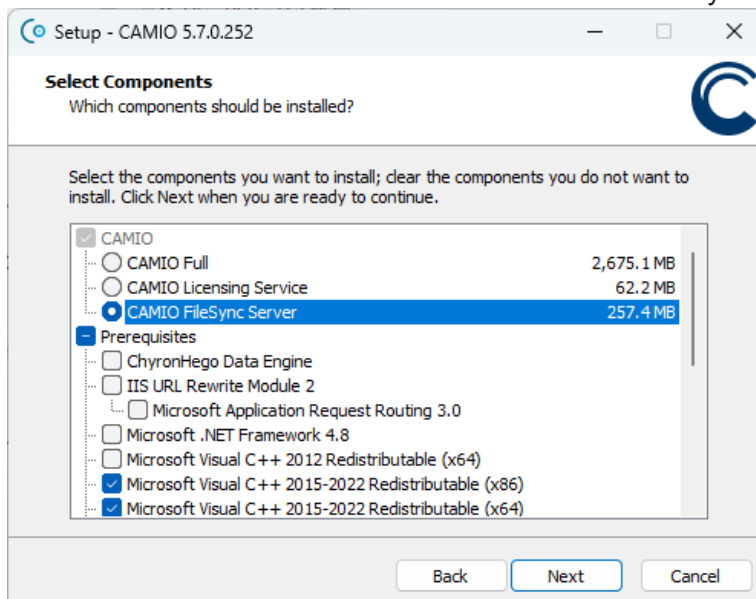 Setup - CAMIO 5.7.0.252
Select Components
Which components should be installed?
Select the components you want to install; clear the components you do not want to
install. Click Next when you are ready to continue.
CAMIO
CAMIO Full 2,675.1 MB
CAMIO Licensing Service 62.2 MB
CAMIO FileSync Server 257.4 MB
Prerequisites
ChyronHego Data Engine
IIS URL Rewrite Module 2
Microsoft Application Request Routing 3.0
Microsoft .NET Framework 4.8
Microsoft Visual C++ 2012 Redistributable (x64)
Microsoft Visual C++ 2015-2022 Redistributable (x86)
Microsoft Visual C++ 2015-2022 Redistributable (x64)
Back Next Cancel